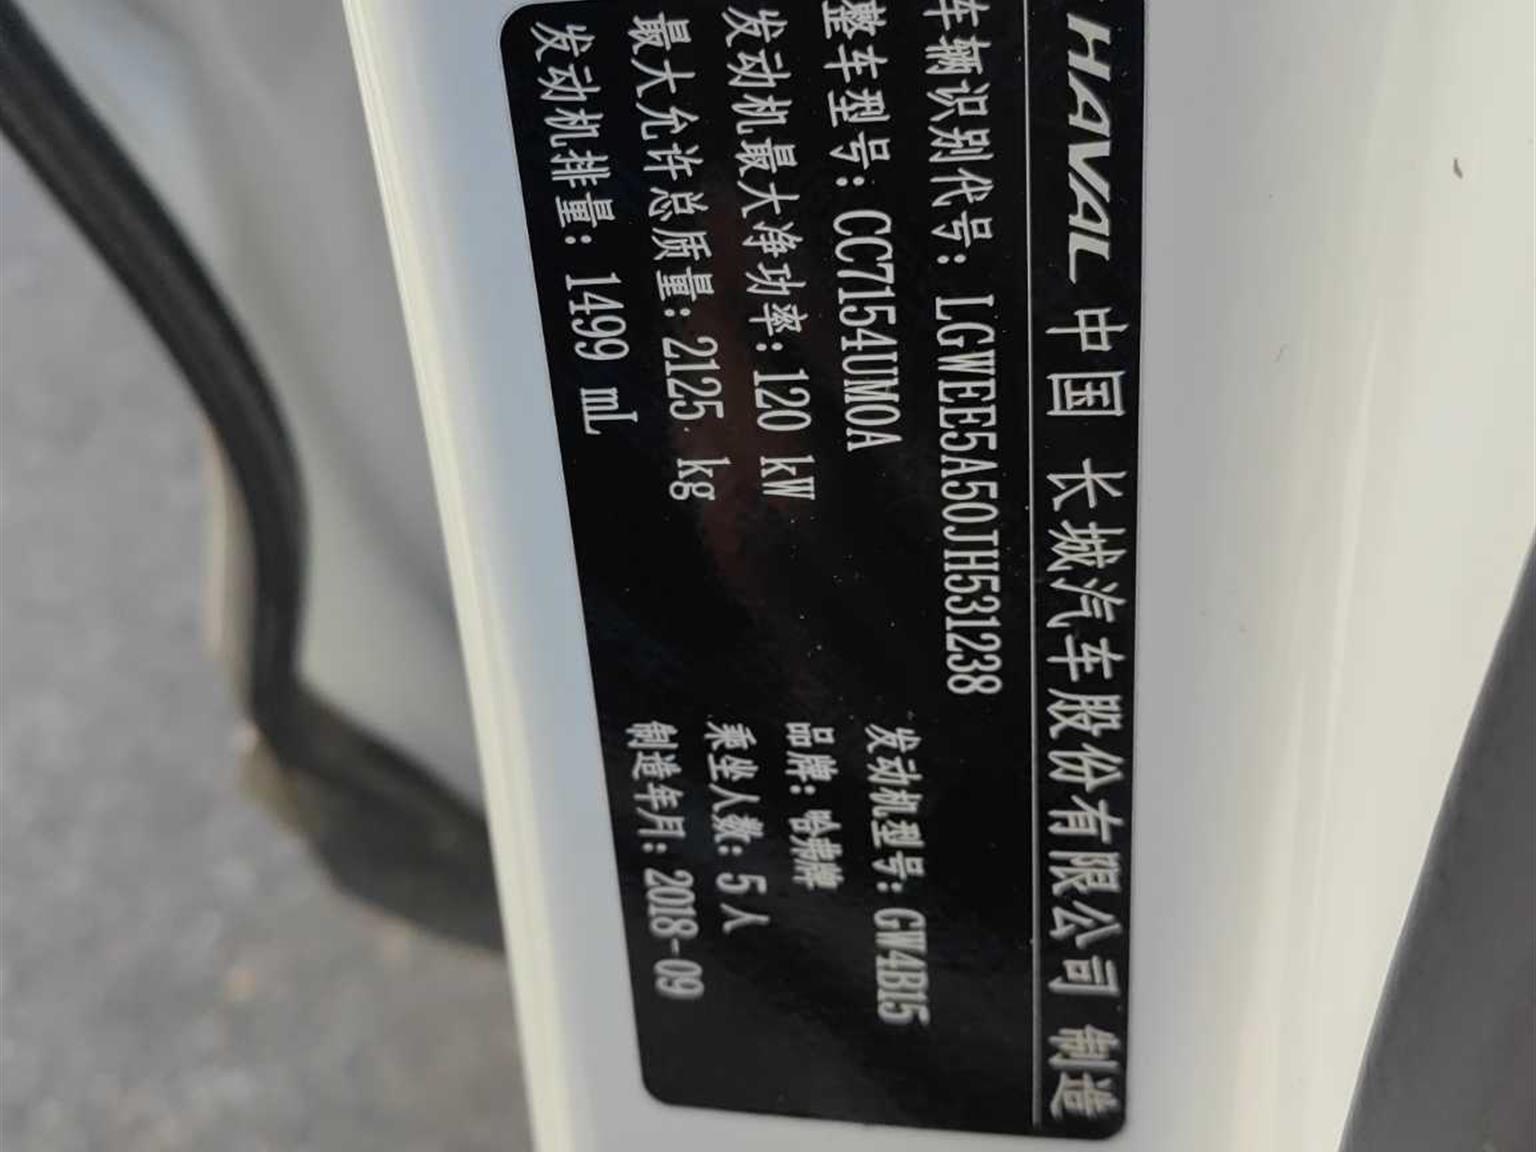 HAVAL 中国 长城汽车股份有限公司 制造
车辆识别代号: LGWEE5A50JH531238
整车型号: CC7154UM0A 发动机型号: GW4B15
发动机最大净功率: 120 kW 品牌: 哈弗牌
最大允许总质量: 2125 kg 乘坐人数: 5人
发动机排量: 1499 mL 制造年月: 2018-09